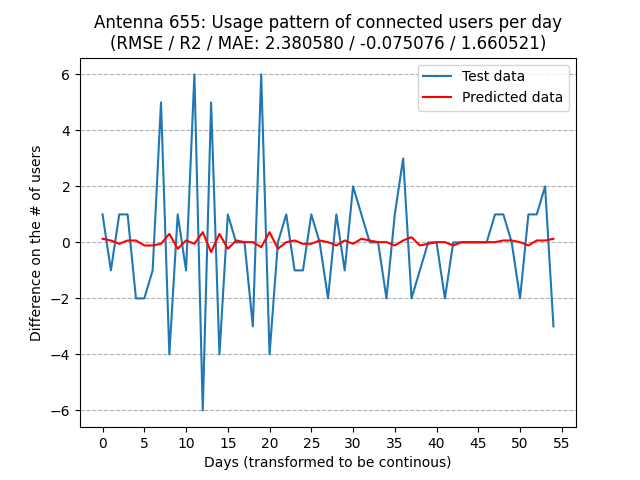 Antenna 655: Usage pattern of connected users per day
(RMSE / R2 / MAE: 2.380580 / -0.075076 / 1.660521)
Test data
Predicted data
Difference on the # of users
6
4
2
0
−2
−4
−6
0 5 10 15 20 25 30 35 40 45 50 55
Days (transformed to be continous)